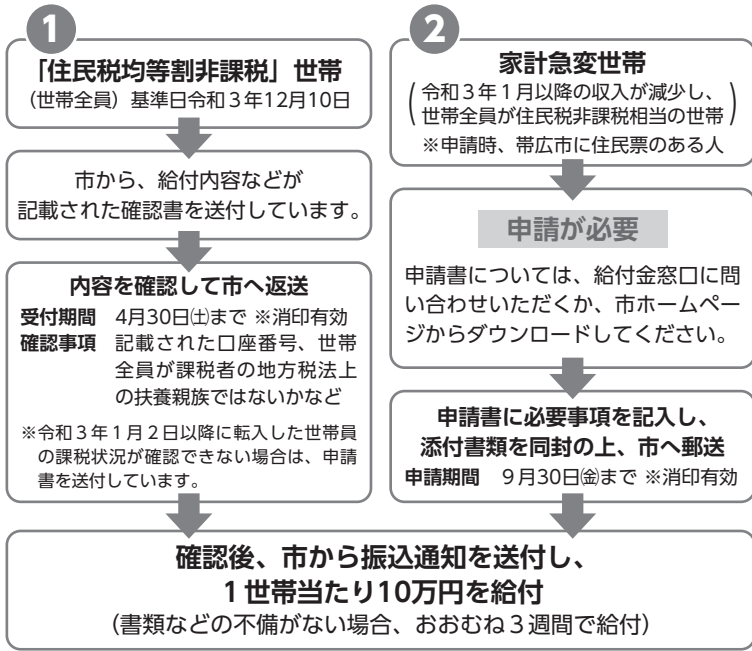 1
「住民税均等割非課税」世帯
（世帯全員）基準日令和３年12月10日
市から、給付内容などが
記載された確認書を送付しています。
内容を確認して市へ返送
受付期間　4月30日㈯まで ※消印有効
確認事項　記載された口座番号、世帯
全員が課税者の地方税法上
の扶養親族ではないかなど
※令和３年１月２日以降に転入した世帯員
の課税状況が確認できない場合は、申請
書を送付しています。
2
家計急変世帯
（令和３年１月以降の収入が減少し、
世帯全員が住民税非課税相当の世帯）
※申請時、帯広市に住民票のある人
申請が必要
申請書については、給付金窓口に問
い合わせいただくか、市ホームペー
ジからダウンロードしてください。
申請書に必要事項を記入し、
添付書類を同封の上、市へ郵送
申請期間　９月30日㈮まで ※消印有効
確認後、市から振込通知を送付し、
１世帯当たり10万円を給付
（書類などの不備がない場合、おおむね３週間で給付）